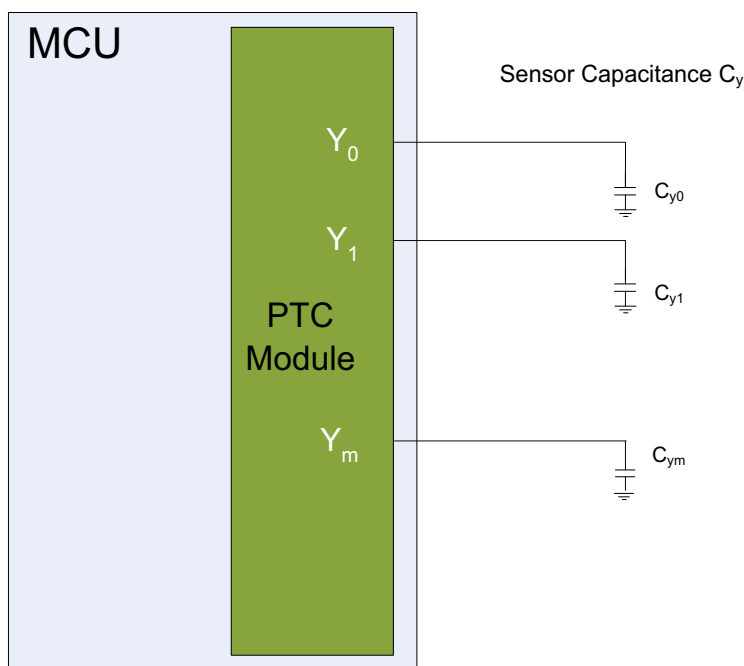 MCU
Sensor Capacitance Cy
Y0
Cy0
Y1
Cy1
PTC
Module
Ym
Cym